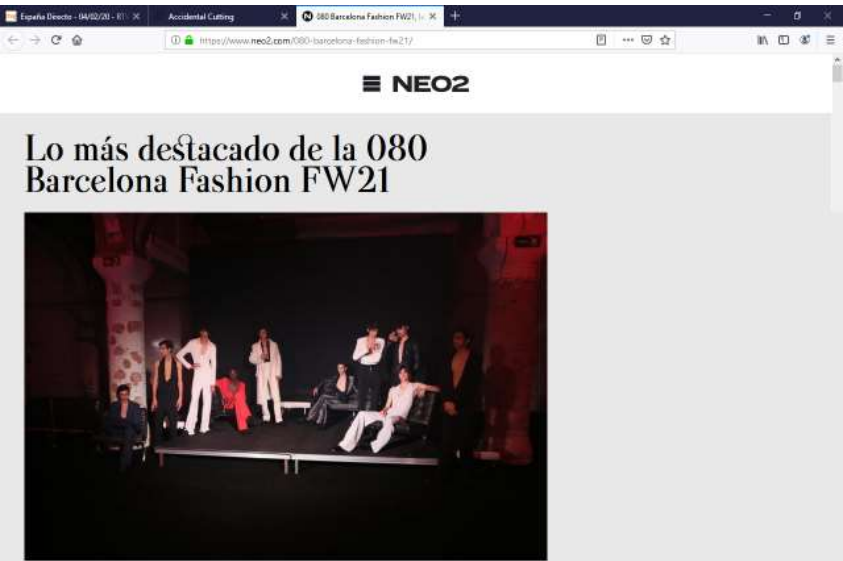 España Directo - 04/02/20 - RTV
Accidental Cutting
080 Barcelona Fashion FW21, l
https://www.neo2.com/080-barcelona-fashion-fw21/
NEO2
Lo más destacado de la 080
Barcelona Fashion FW21